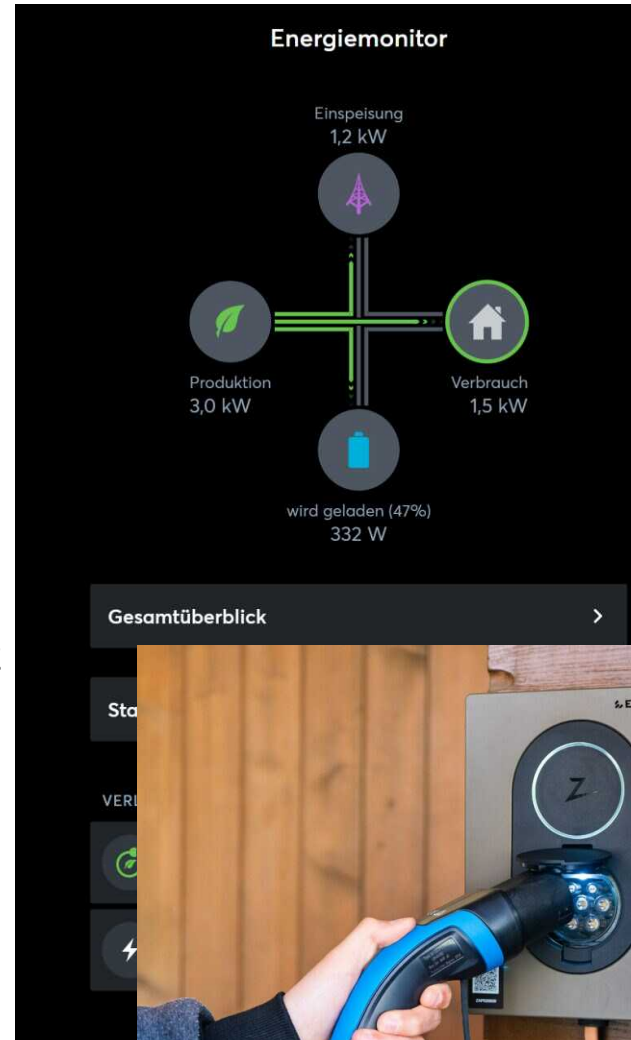 Energiemonitor
Einspeisung
1,2 kW
Produktion
3,0 kW
Verbrauch
1,5 kW
wird geladen (47%)
332 W
Gesamtüberblick
Sta
VERL
Z